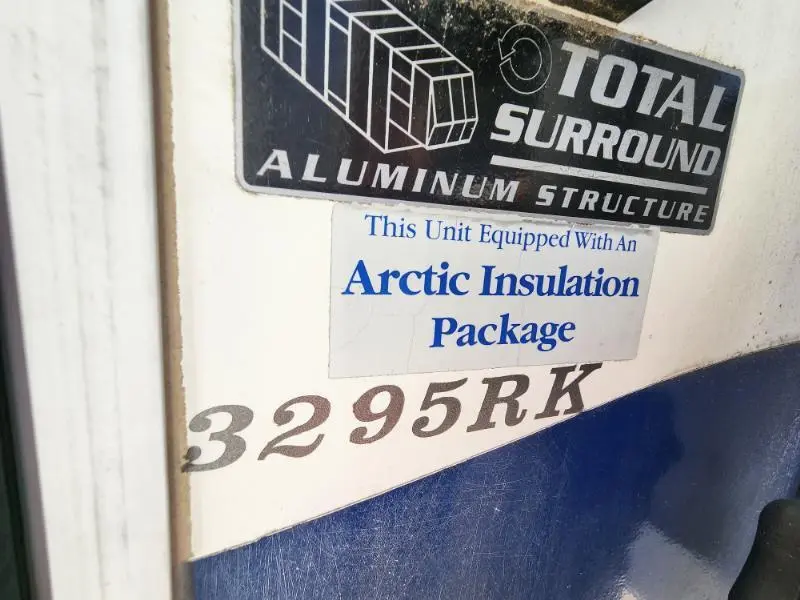 TOTAL
SURROUND
ALUMINUM STRUCTURE
This Unit Equipped With An
Arctic Insulation
Package
3295RK